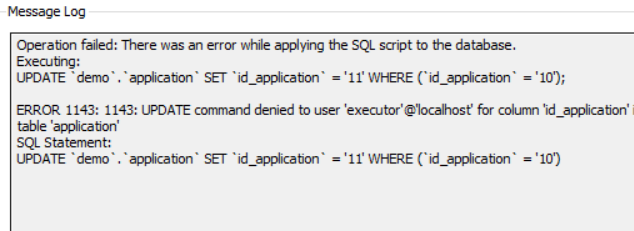 Message Log
Operation failed: There was an error while applying the SQL script to the database.
Executing:
UPDATE `demo`.`application` SET `id_application` = '11' WHERE (`id_application` = '10');
ERROR 1143: 1143: UPDATE command denied to user 'executor'@'localhost' for column 'id_application' i
table 'application'
SQL Statement:
UPDATE `demo`.`application` SET `id_application` = '11' WHERE (`id_application` = '10')